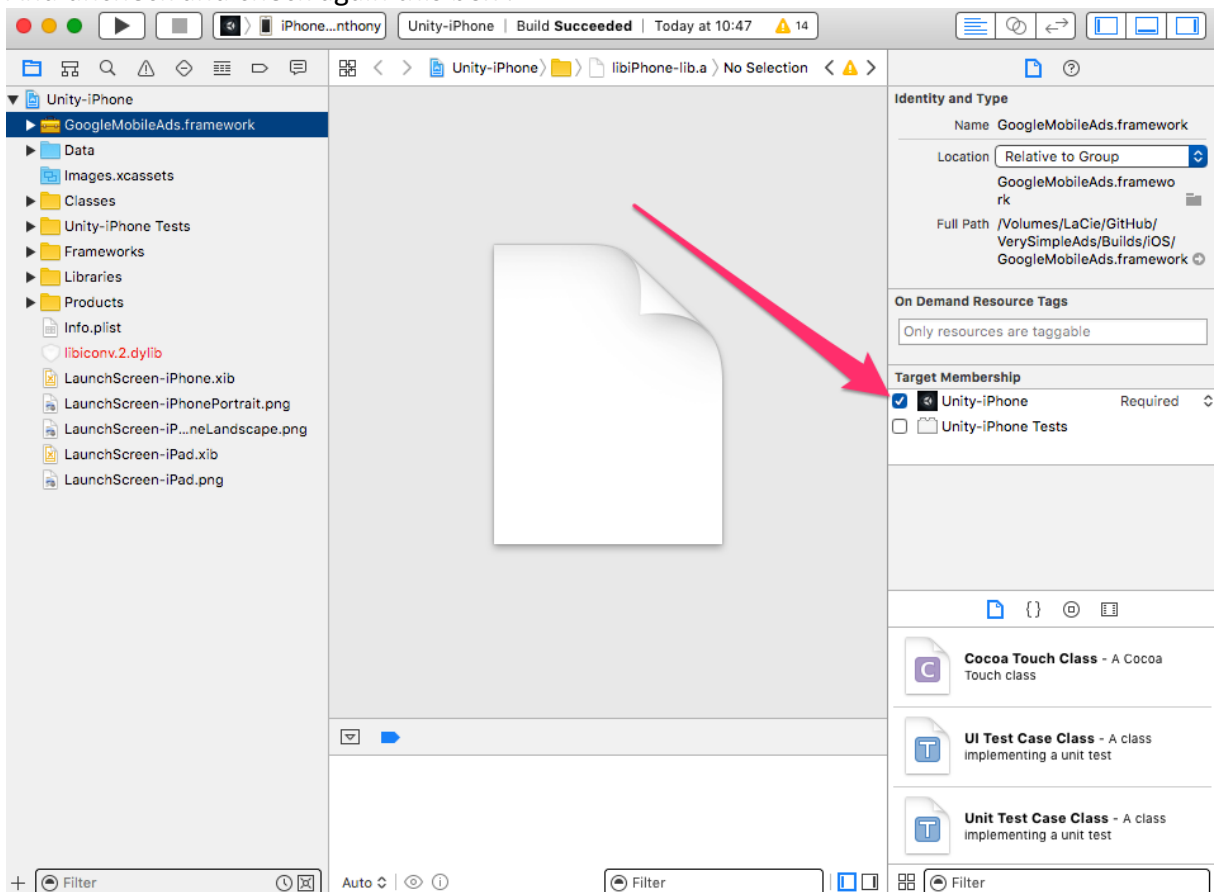 iPhone...nthony
Unity-iPhone | Build Succeeded | Today at 10:47
14
Unity-iPhone
libiPhone-lib.a
No Selection
Unity-iPhone
GoogleMobileAds.framework
Data
Images.xcassets
Classes
Unity-iPhone Tests
Frameworks
Libraries
Products
Info.plist
libiconv.2.dylib
LaunchScreen-iPhone.xib
LaunchScreen-iPhonePortrait.png
LaunchScreen-iP...neLandscape.png
LaunchScreen-iPad.xib
LaunchScreen-iPad.png
Filter
Auto
Filter
Identity and Type
Name GoogleMobileAds.framework
Location Relative to Group
GoogleMobileAds.framewo
rk
Full Path /Volumes/LaCie/GitHub/
VerySimpleAds/Builds/iOS/
GoogleMobileAds.framework
On Demand Resource Tags
Only resources are taggable
Target Membership
Unity-iPhone Required
Unity-iPhone Tests
{}
C
Cocoa Touch Class - A Cocoa
Touch class
T
UI Test Case Class - A class
implementing a unit test
T
Unit Test Case Class - A class
implementing a unit test
Filter